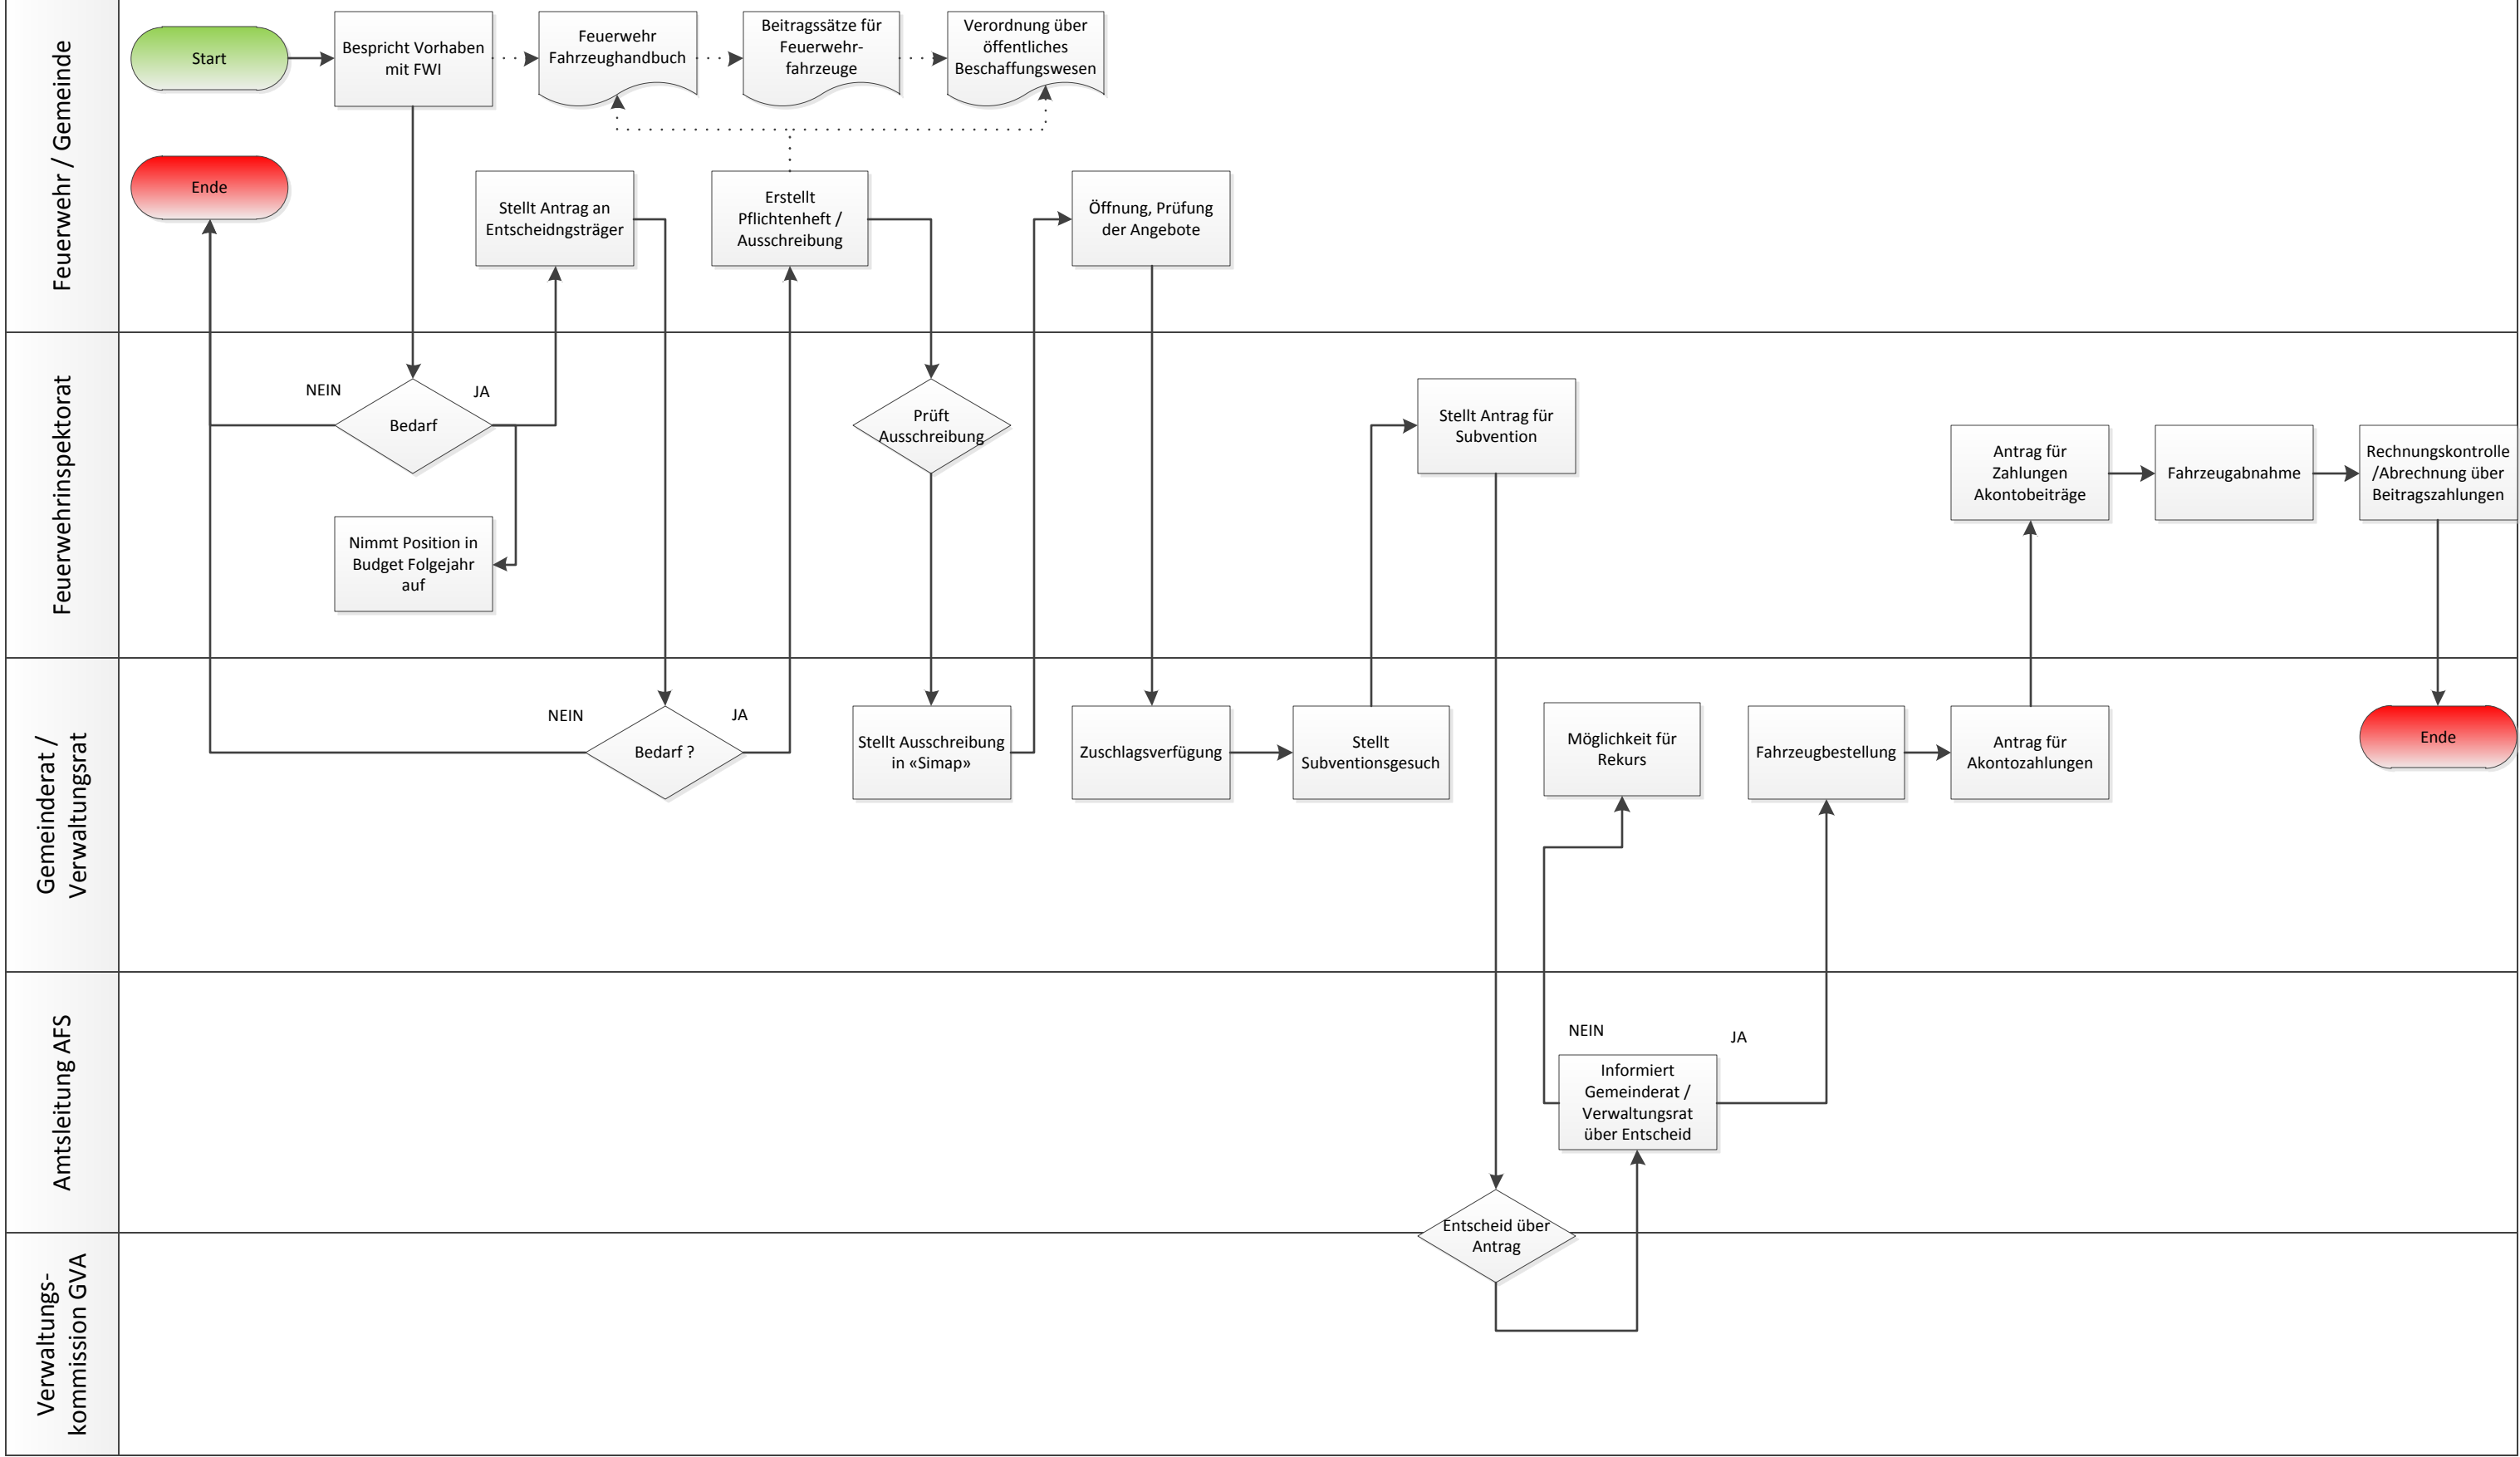 Feuerwehr / Gemeinde
Start
Bespricht Vorhaben
mit FWI
Feuerwehr
Fahrzeughandbuch
Beitragssätze für
Feuerwehr-
fahrzeuge
Verordnung über
öffentliches
Beschaffungswesen
Ende
Stellt Antrag an
Entscheidngsträger
Erstellt
Pflichtenheft /
Ausschreibung
Öffnung, Prüfung
der Angebote
Feuerwehrinspektorat
NEIN
JA
Bedarf
Prüft
Ausschreibung
Stellt Antrag für
Subvention
Antrag für
Zahlungen
Akontobeiträge
Fahrzeugabnahme
Rechnungskontrolle
/Abrechnung über
Beitragszahlungen
Nimmt Position in
Budget Folgejahr
auf
Gemeinderat /
Verwaltungsrat
NEIN
JA
Bedarf ?
Stellt Ausschreibung
in «Simap»
Zuschlagsverfügung
Stellt
Subventionsgesuch
Möglichkeit für
Rekurs
Fahrzeugbestellung
Antrag für
Akontozahlungen
Ende
Amtsleitung AFS
NEIN
JA
Informiert
Gemeinderat /
Verwaltungsrat
über Entscheid
Entscheid über
Antrag
Verwaltungs-
kommission GVA